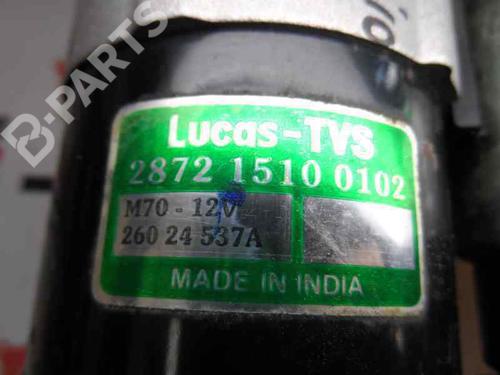 B-PARTS
Lucas-TVS
2872 1510 0102
M70 - 12V
260 24 537A
MADE IN INDIA